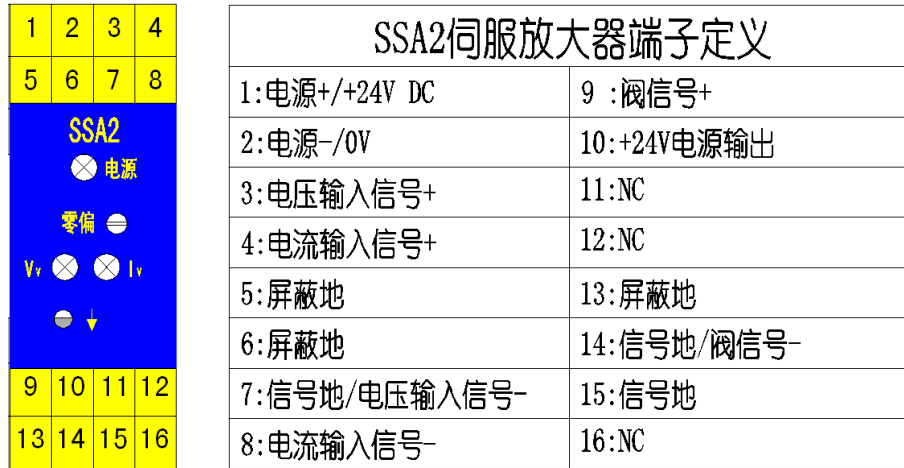 1 2 3 4
5 6 7 8
SSA2
电源
零偏
Vv Iv
9 10 11 12
13 14 15 16
SSA2伺服放大器端子定义
1:电源+/+24V DC
9 :阀信号+
2:电源-/0V
10:+24V电源输出
3:电压输入信号+
11:NC
4:电流输入信号+
12:NC
5:屏蔽地
13:屏蔽地
6:屏蔽地
14:信号地/阀信号-
7:信号地/电压输入信号-
15:信号地
8:电流输入信号-
16:NC